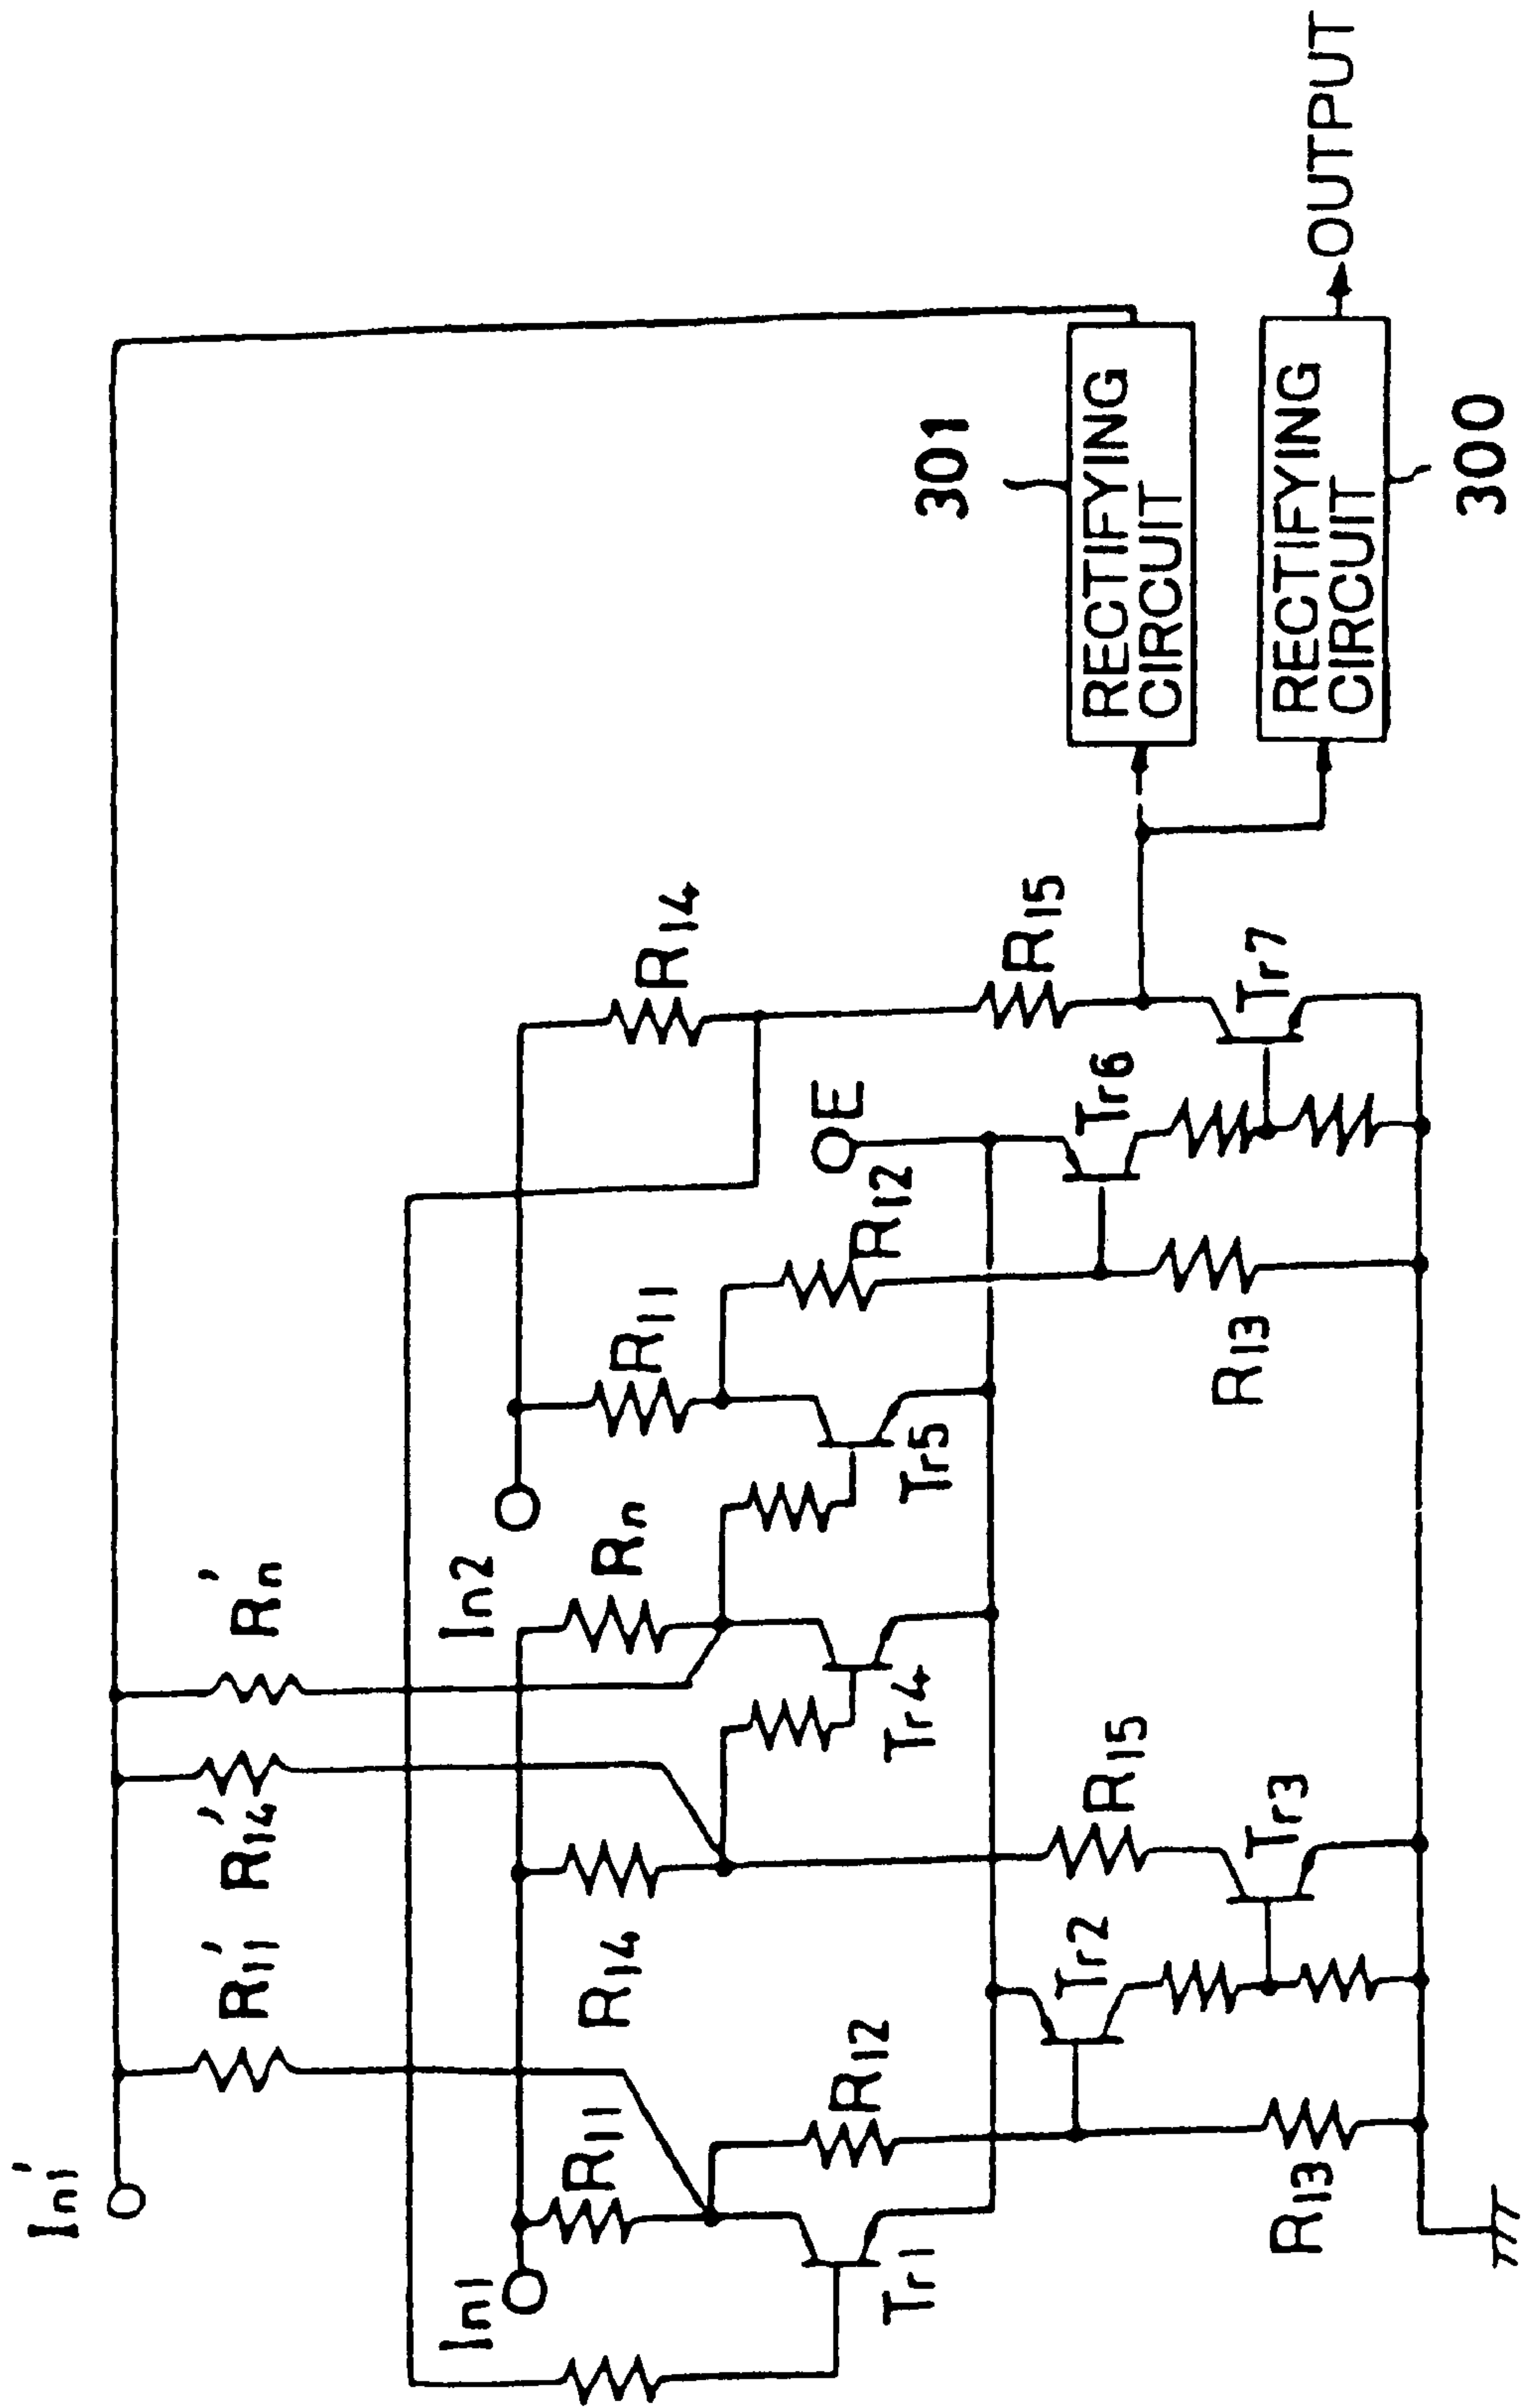 In1'
R11'
R14'
Rn'
In1
R11
R14
In2
Rn
R11
R14
R12
R12
E
Tr1
Tr4
Tr5
Tr2
R15
Tr6
R15
R13
Tr3
R13
Tr7
301
RECTIFYING
CIRCUIT
RECTIFYING
CIRCUIT
300
OUTPUT